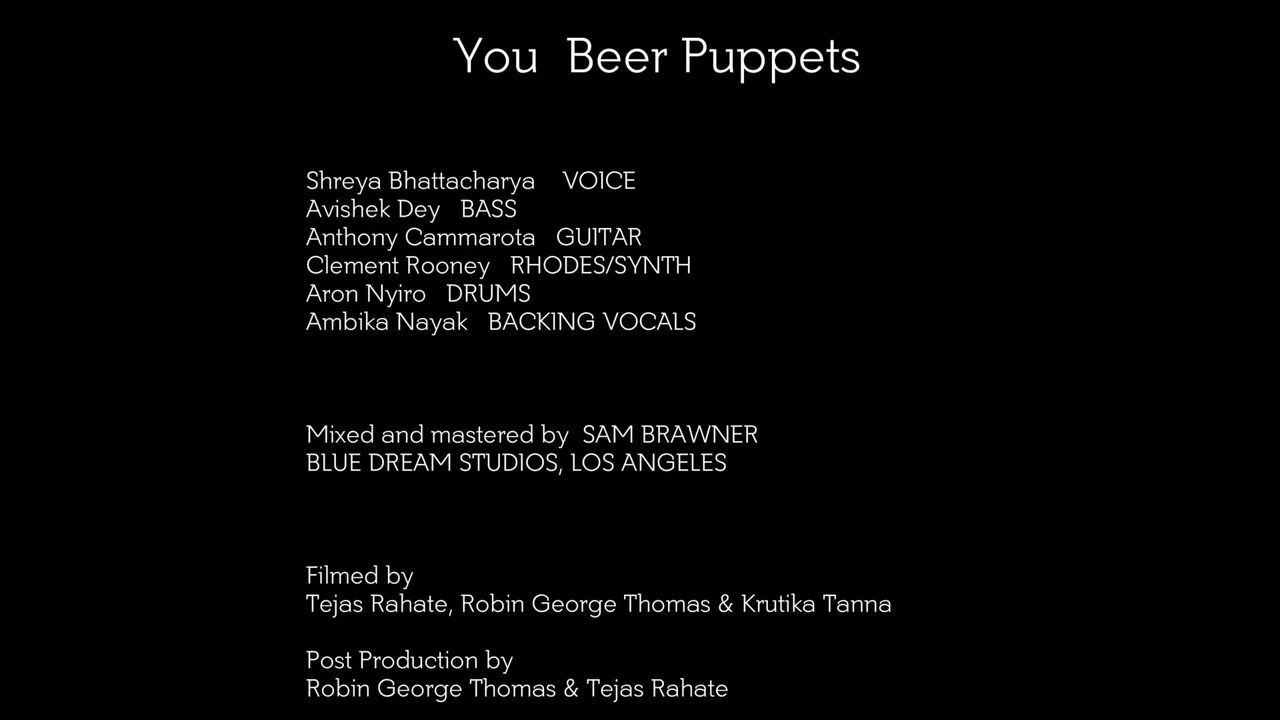 You Beer Puppets
Shreya Bhattacharya VOICE
Avishek Dey BASS
Anthony Cammarota GUITAR
Clement Rooney RHODES/SYNTH
Aron Nyiro DRUMS
Ambika Nayak BACKING VOCALS
Mixed and mastered by SAM BRAWNER
BLUE DREAM STUDIOS, LOS ANGELES
Filmed by
Tejas Rahate, Robin George Thomas & Krutika Tanna
Post Production by
Robin George Thomas & Tejas Rahate